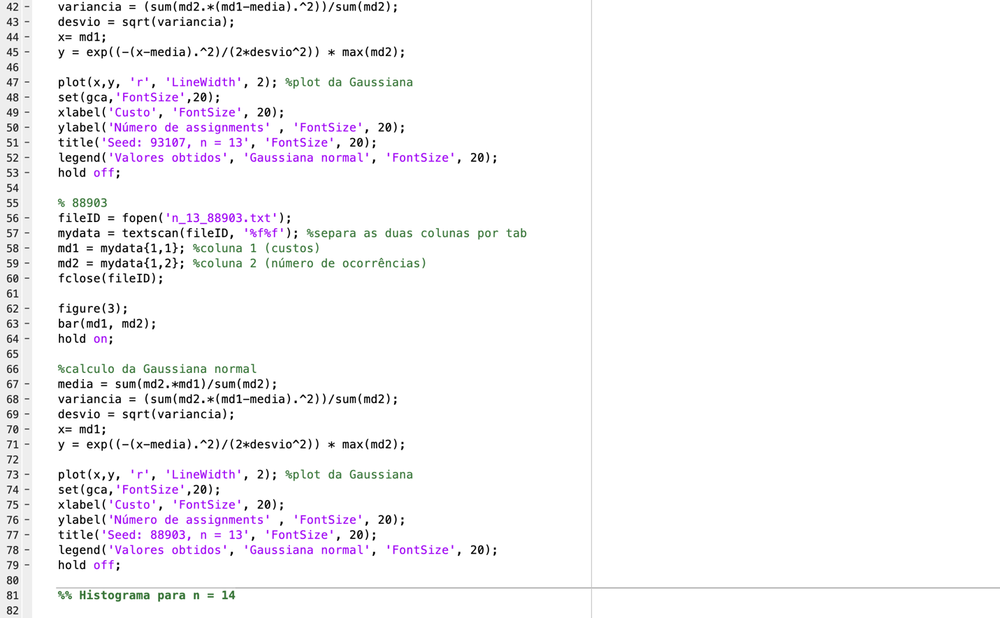 42 - variancia = (sum(md2.*(md1-media).^2))/sum(md2);
43 - desvio = sqrt(variancia);
44 - x= md1;
45 - y = exp((-(x-media).^2)/(2*desvio^2)) * max(md2);
46
47 - plot(x,y, 'r', 'LineWidth', 2); %plot da Gaussiana
48 - set(gca,'FontSize',20);
49 - xlabel('Custo', 'FontSize', 20);
50 - ylabel('Número de assignments' , 'FontSize', 20);
51 - title('Seed: 93107, n = 13', 'FontSize', 20);
52 - legend('Valores obtidos', 'Gaussiana normal', 'FontSize', 20);
53 - hold off;
54
55 % 88903
56 - fileID = fopen('n_13_88903.txt');
57 - mydata = textscan(fileID, '%f%f'); %separa as duas colunas por tab
58 - md1 = mydata{1,1}; %coluna 1 (custos)
59 - md2 = mydata{1,2}; %coluna 2 (número de ocorrências)
60 - fclose(fileID);
61
62 - figure(3);
63 - bar(md1, md2);
64 - hold on;
65
66 %calculo da Gaussiana normal
67 - media = sum(md2.*md1)/sum(md2);
68 - variancia = (sum(md2.*(md1-media).^2))/sum(md2);
69 - desvio = sqrt(variancia);
70 - x= md1;
71 - y = exp((-(x-media).^2)/(2*desvio^2)) * max(md2);
72
73 - plot(x,y, 'r', 'LineWidth', 2); %plot da Gaussiana
74 - set(gca,'FontSize',20);
75 - xlabel('Custo', 'FontSize', 20);
76 - ylabel('Número de assignments' , 'FontSize', 20);
77 - title('Seed: 88903, n = 13', 'FontSize', 20);
78 - legend('Valores obtidos', 'Gaussiana normal', 'FontSize', 20);
79 - hold off;
80
81 %% Histograma para n = 14
82